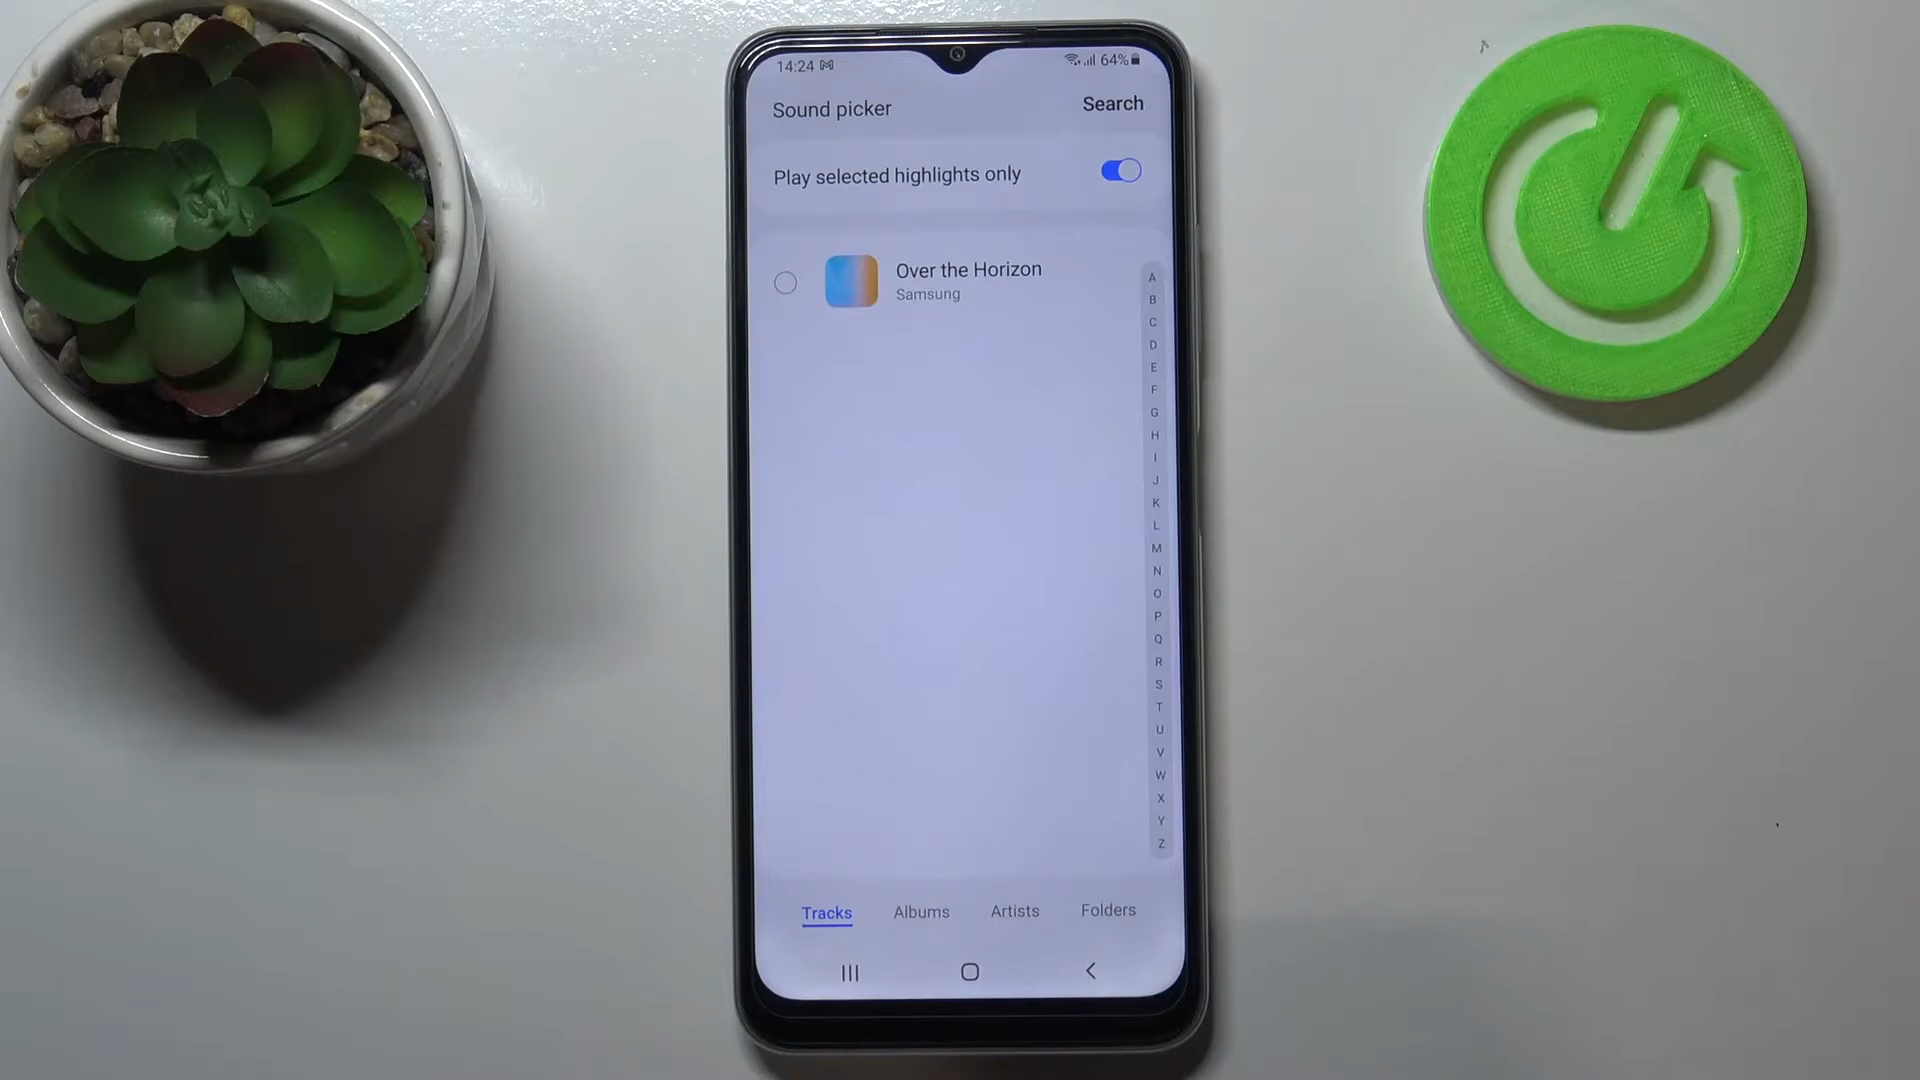 14:24
64%
Sound picker
Search
Play selected highlights only
Over the Horizon
Samsung
A
B
C
D
E
F
G
H
I
J
K
L
M
N
O
P
Q
R
S
T
U
V
W
X
Y
Z
Tracks
Albums
Artists
Folders